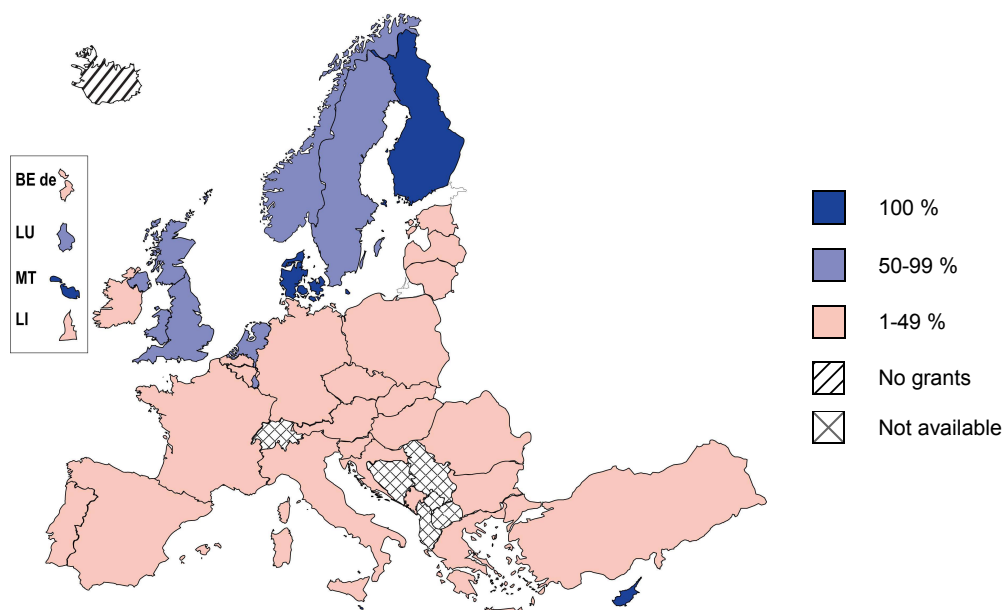 BE de
LU
MT
LI
100 %
50-99 %
1-49 %
No grants
Not available